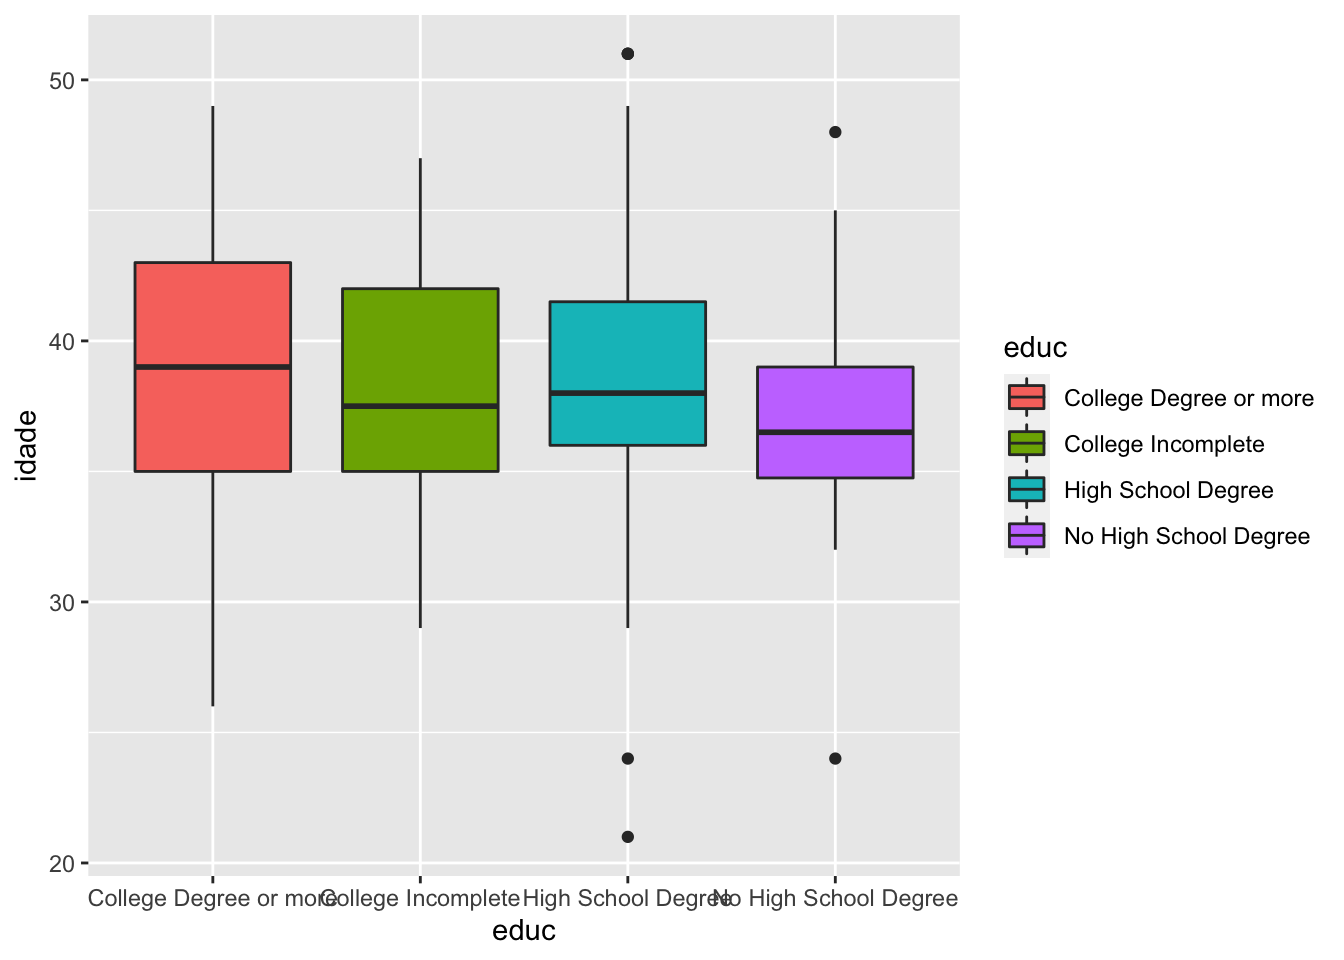 50
40
30
20
idade
College Degree or more
College Incomplete
High School Degree
No High School Degree
educ
educ
College Degree or more
College Incomplete
High School Degree
No High School Degree